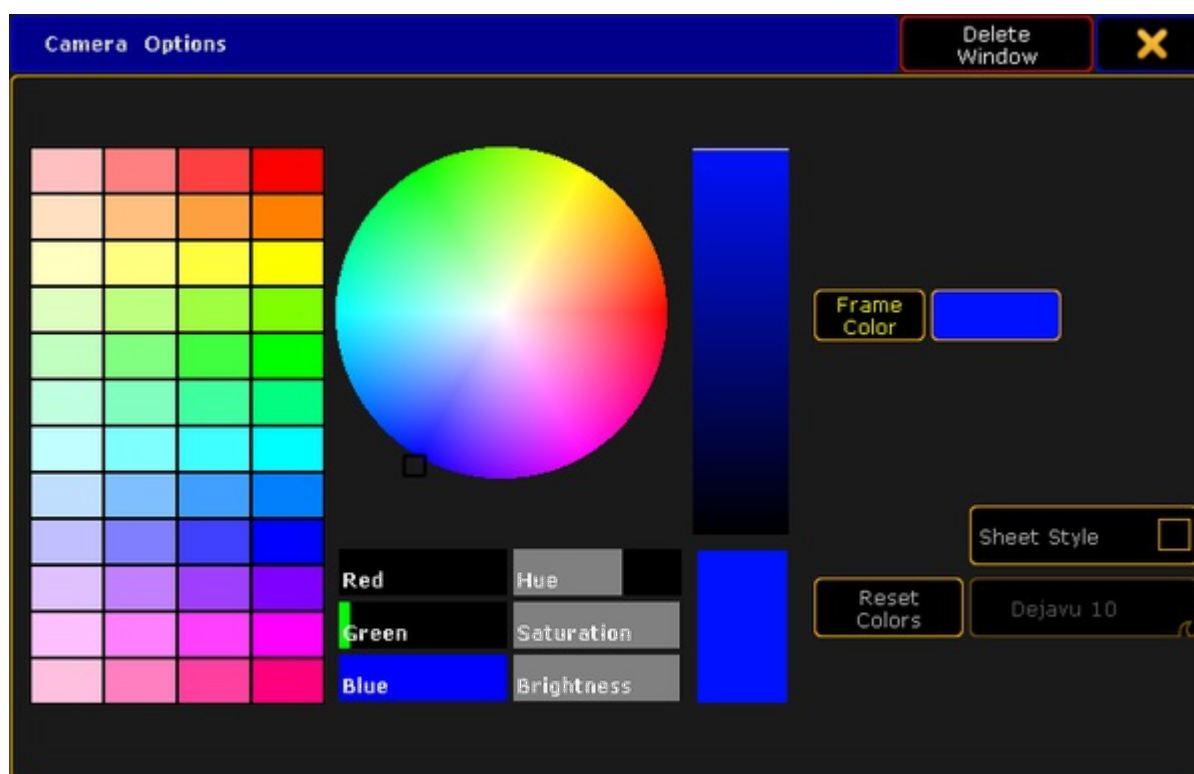 Camera Options
Delete
Window
Frame
Color
Sheet Style
Red
Hue
Green
Saturation
Blue
Brightness
Reset
Colors
Dejavu 10